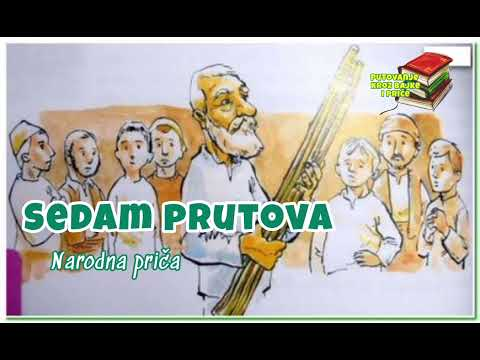 PUTOVANJE
KROZ BAJKE
I PRIČE
SEDAM PRUTOVA
Narodna priča